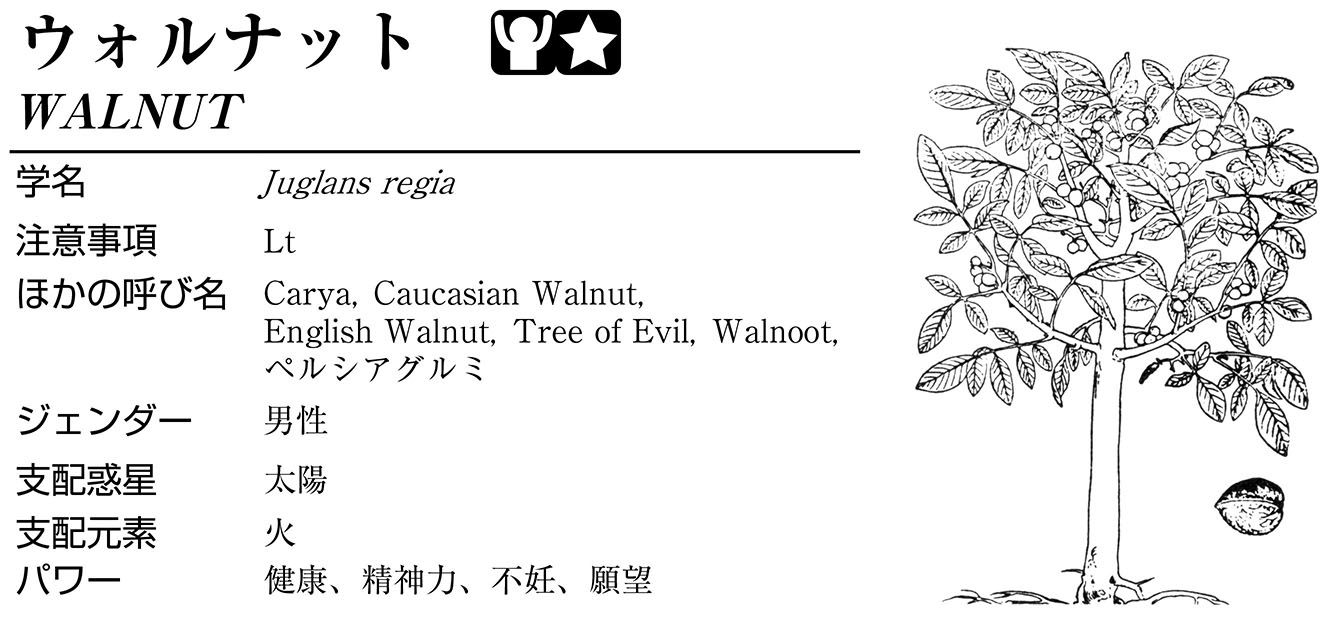 ウォルナット
WALNUT
学名 Juglans regia
注意事項 Lt
ほかの呼び名 Carya, Caucasian Walnut,
English Walnut, Tree of Evil, Walnoot,
ペルシアグルミ
ジェンダー 男性
支配惑星 太陽
支配元素 火
パワー 健康、精神力、不妊、願望